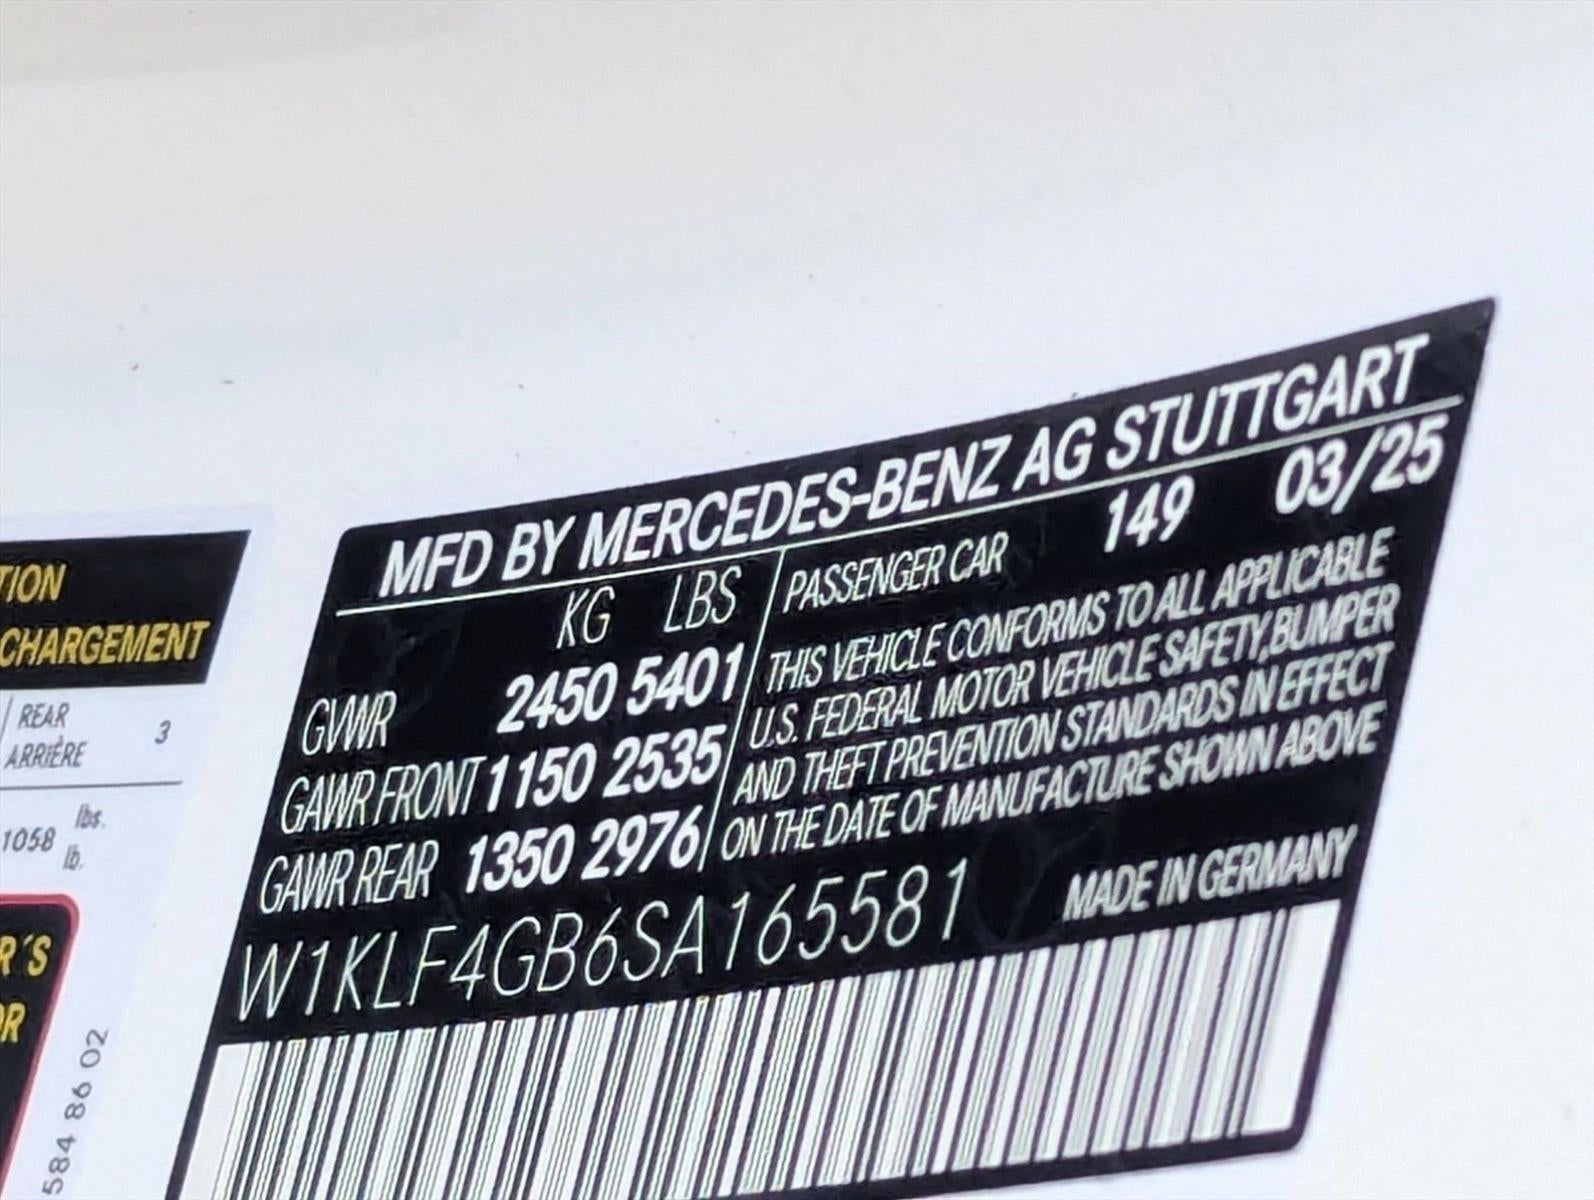 TION
CHARGEMENT
REAR
ARRIÈRE 3
lbs.
1058
lb.
R'S
OR
584 86 02
MFD BY MERCEDES-BENZ AG STUTTGART
KG LBS PASSENGER CAR 149 03/25
GVWR 2450 5401
GAWR FRONT 1150 2535
GAWR REAR 1350 2976
THIS VEHICLE CONFORMS TO ALL APPLICABLE
U.S. FEDERAL MOTOR VEHICLE SAFETY,BUMPER
AND THEFT PREVENTION STANDARDS IN EFFECT
ON THE DATE OF MANUFACTURE SHOWN ABOVE
W1KLF4GB6SA165581 MADE IN GERMANY